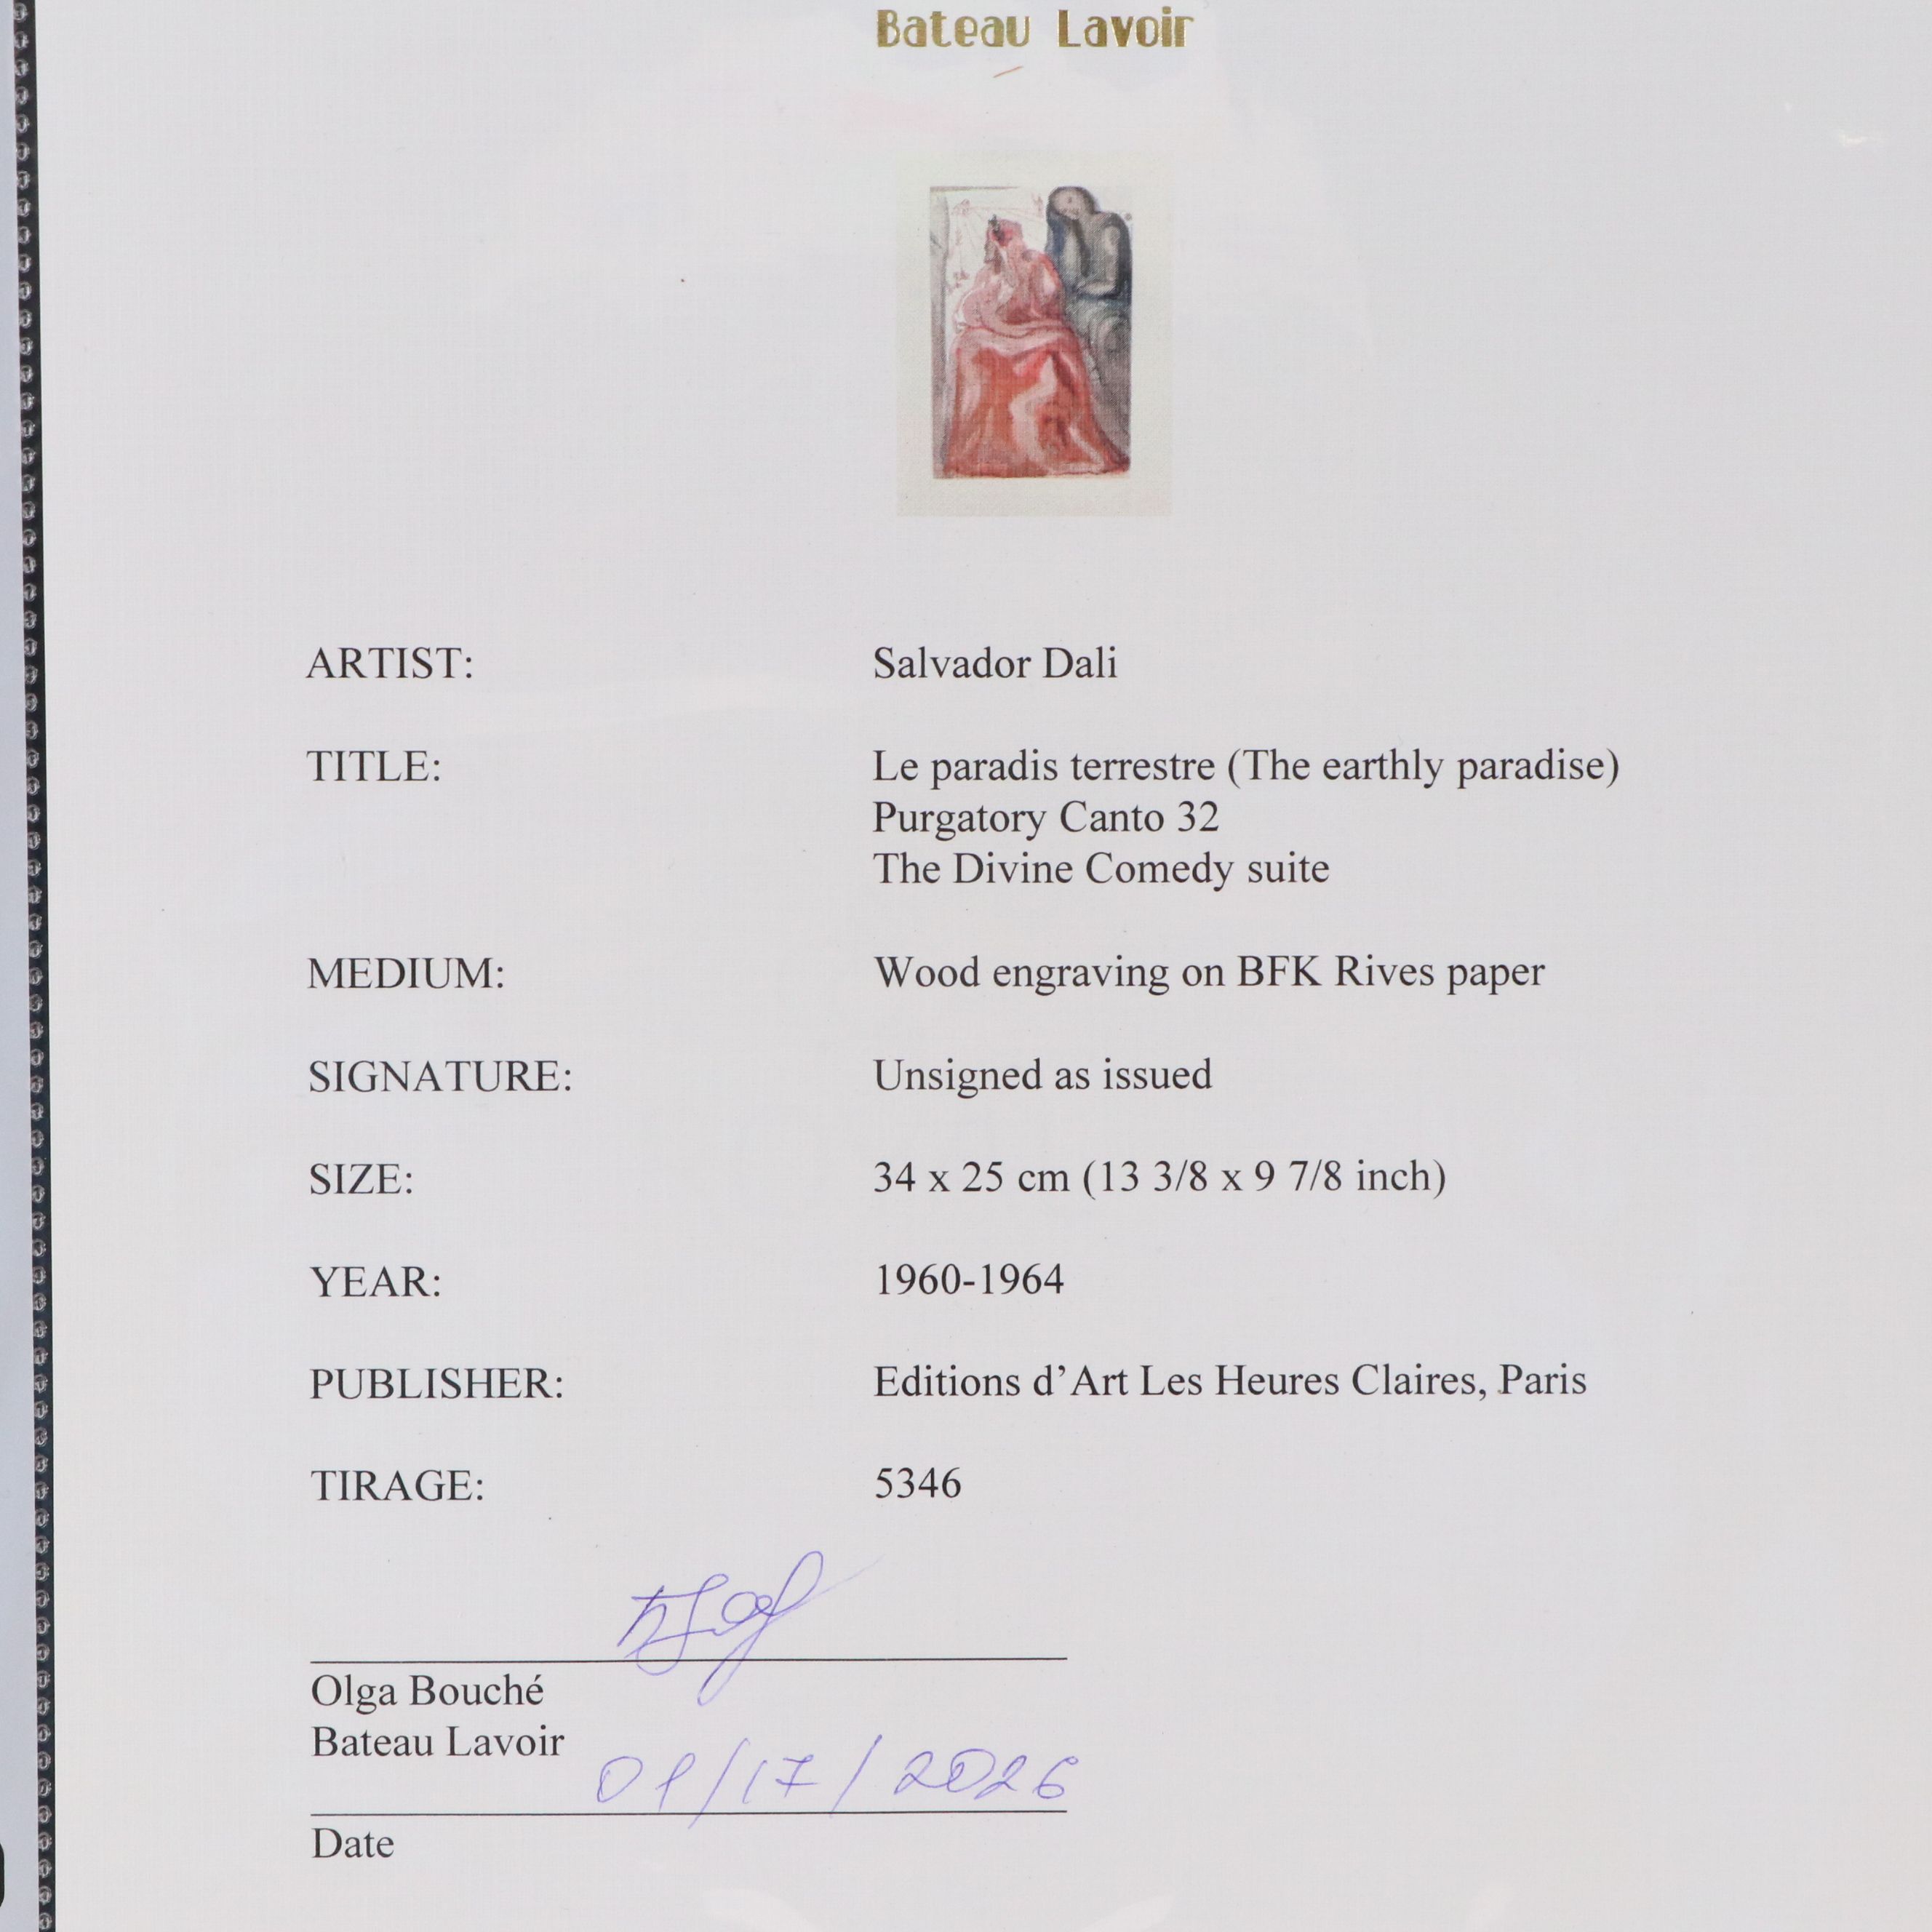 Bateau Lavoir
ARTIST: Salvador Dali
TITLE: Le paradis terrestre (The earthly paradise)
Purgatory Canto 32
The Divine Comedy suite
MEDIUM: Wood engraving on BFK Rives paper
SIGNATURE: Unsigned as issued
SIZE: 34 x 25 cm (13 3/8 x 9 7/8 inch)
YEAR: 1960-1964
PUBLISHER: Editions d’Art Les Heures Claires, Paris
TIRAGE: 5346
Olga Bouché
Bateau Lavoir
01/17/2026
Date